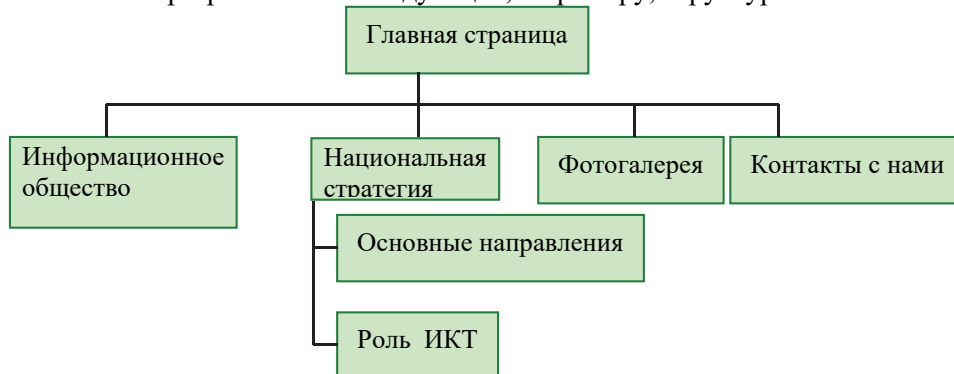 Главная страница
Информационное
общество
Национальная
стратегия
Фотогалерея
Контакты с нами
Основные направления
Роль ИКТ